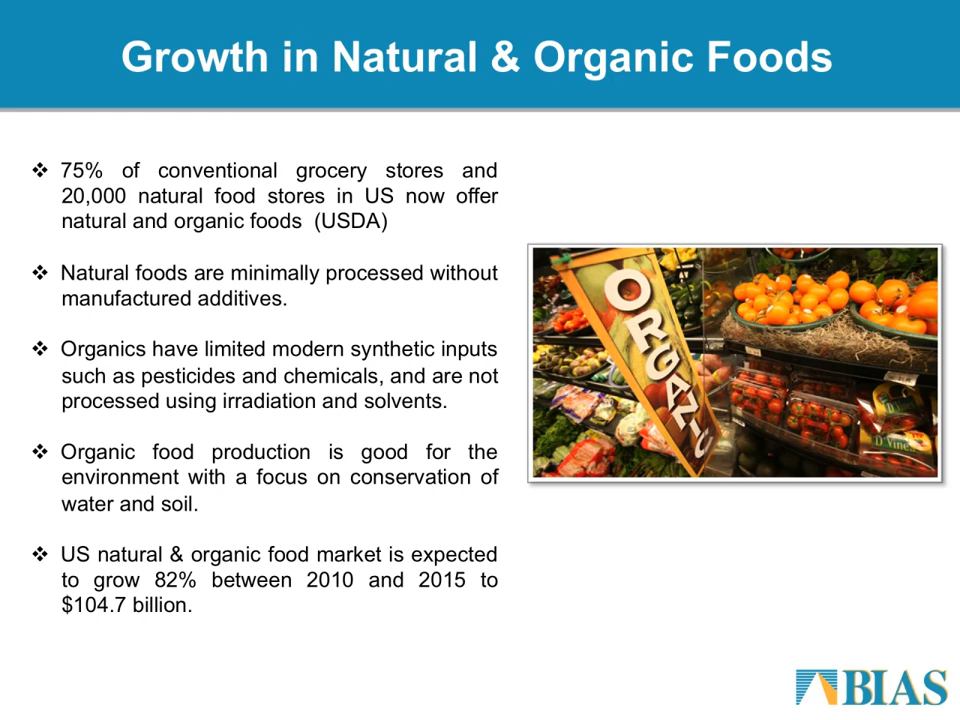 Growth in Natural & Organic Foods
❖ 75% of conventional grocery stores and
20,000 natural food stores in US now offer
natural and organic foods (USDA)
❖ Natural foods are minimally processed without
manufactured additives.
❖ Organics have limited modern synthetic inputs
such as pesticides and chemicals, and are not
processed using irradiation and solvents.
❖ Organic food production is good for the
environment with a focus on conservation of
water and soil.
❖ US natural & organic food market is expected
to grow 82% between 2010 and 2015 to
$104.7 billion.
ORGANIC
D'Vine
BIAS